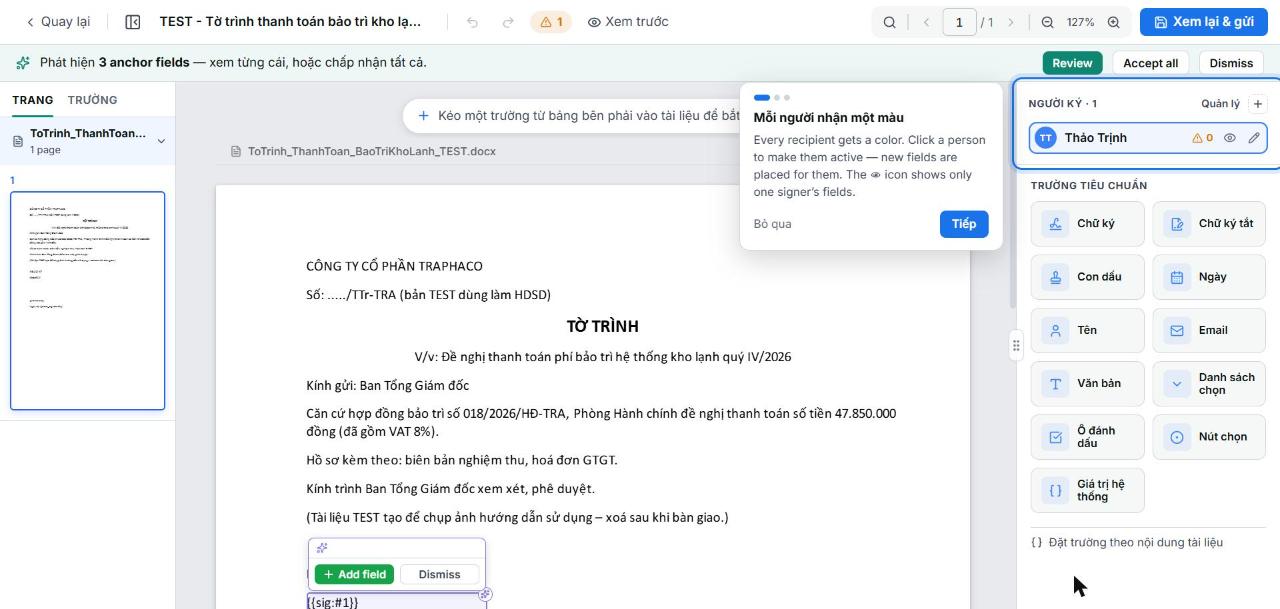 Quay lại
TEST - Tờ trình thanh toán bảo trì kho lạ...
1
Xem trước
1 / 1
127%
Xem lại & gửi
Phát hiện 3 anchor fields — xem từng cái, hoặc chấp nhận tất cả.
Review
Accept all
Dismiss
TRANG
TRƯỜNG
ToTrinh_ThanhToan...
1 page
1
Kéo một trường từ bảng bên phải vào tài liệu để bắt
ToTrinh_ThanhToan_BaoTriKhoLanh_TEST.docx
CÔNG TY CỔ PHẦN TRAPHACO
Số: ...../TTr-TRA (bản TEST dùng làm HDSD)
TỜ TRÌNH
V/v: Đề nghị thanh toán phí bảo trì hệ thống kho lạnh quý IV/2026
Kính gửi: Ban Tổng Giám đốc
Căn cứ hợp đồng bảo trì số 018/2026/HĐ-TRA, Phòng Hành chính đề nghị thanh toán số tiền 47.850.000
đồng (đã gồm VAT 8%).
Hồ sơ kèm theo: biên bản nghiệm thu, hoá đơn GTGT.
Kính trình Ban Tổng Giám đốc xem xét, phê duyệt.
(Tài liệu TEST tạo để chụp ảnh hướng dẫn sử dụng – xoá sau khi bàn giao.)
+ Add field
Dismiss
{{sig:#1}}
Mỗi người nhận một màu
Every recipient gets a color. Click a person
to make them active — new fields are
placed for them. The 👁 icon shows only
one signer's fields.
Bỏ qua
Tiếp
NGƯỜI KÝ · 1
Quản lý
TT
Thảo Trịnh
0
TRƯỜNG TIÊU CHUẨN
Chữ ký
Chữ ký tắt
Con dấu
Ngày
Tên
Email
Văn bản
Danh sách
chọn
Ô đánh
dấu
Nút chọn
Giá trị hệ
thống
{ } Đặt trường theo nội dung tài liệu